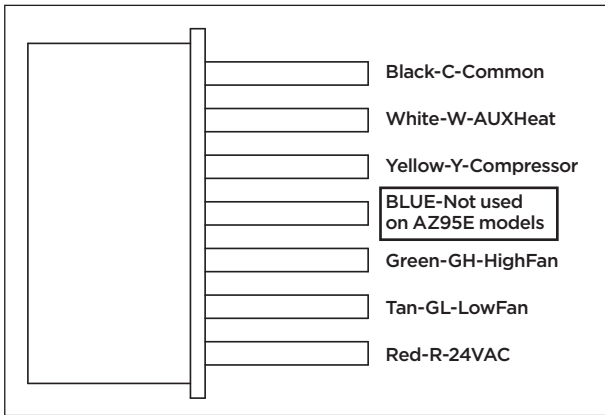 Black-C-Common
White-W-AUXHeat
Yellow-Y-Compressor
BLUE-Not used
on AZ95E models
Green-GH-HighFan
Tan-GL-LowFan
Red-R-24VAC